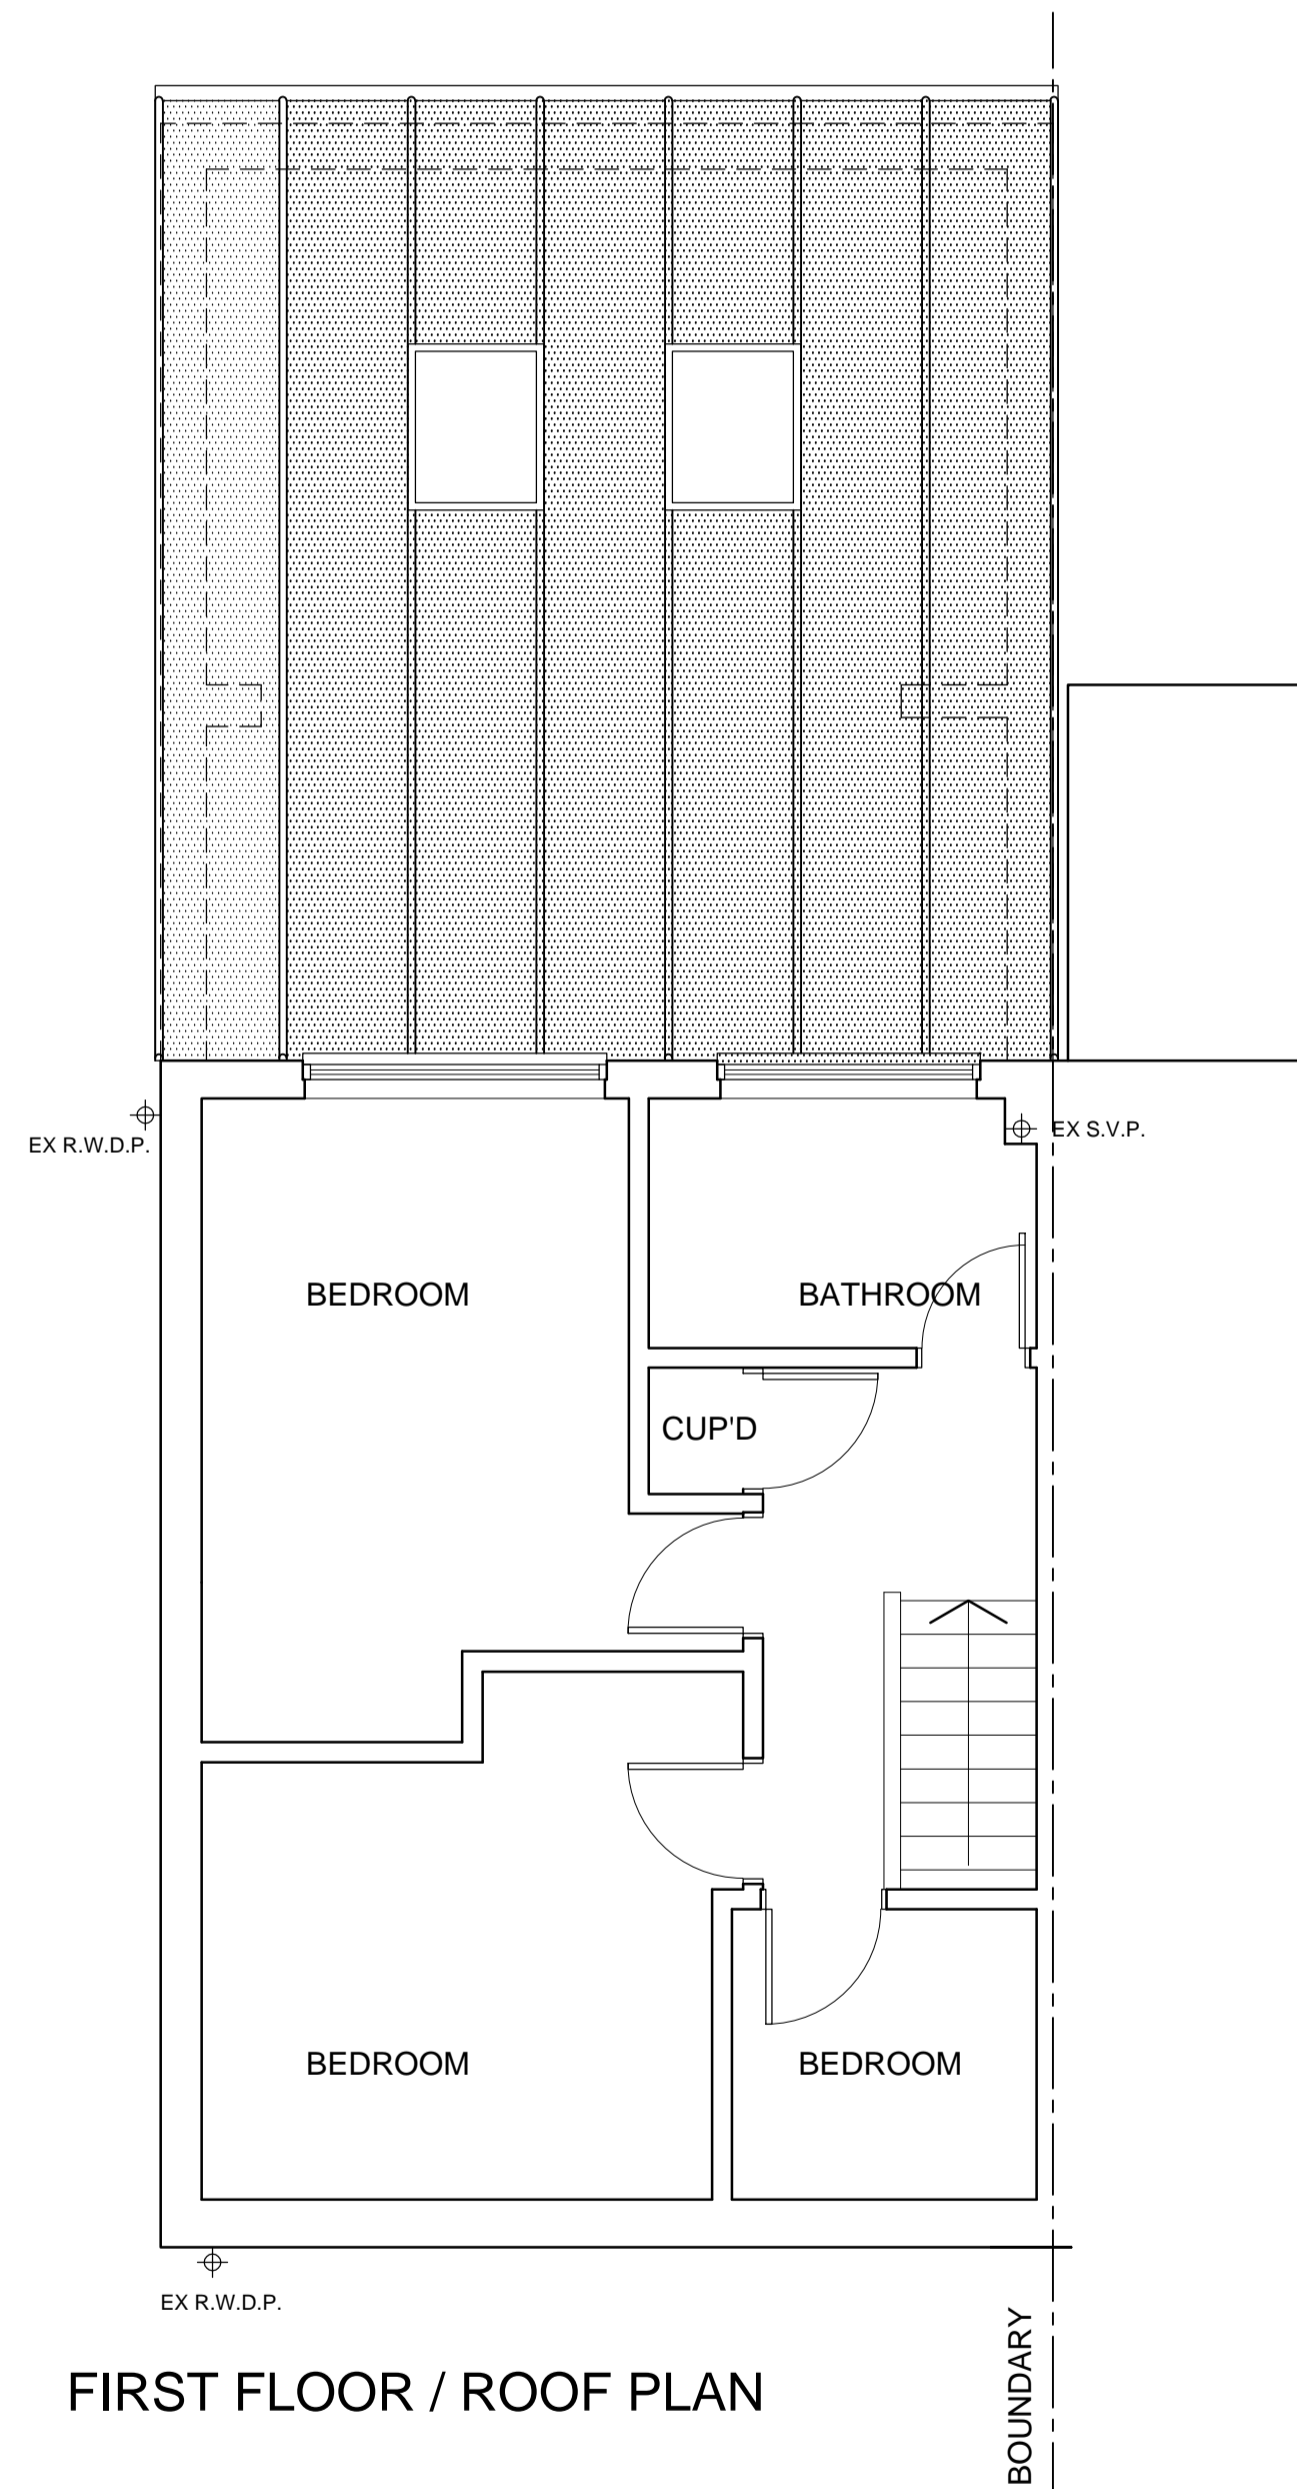 EX R.W.D.P.
EX S.V.P.
BEDROOM
BATHROOM
CUP'D
BEDROOM
BEDROOM
EX R.W.D.P.
FIRST FLOOR / ROOF PLAN
BOUNDARY